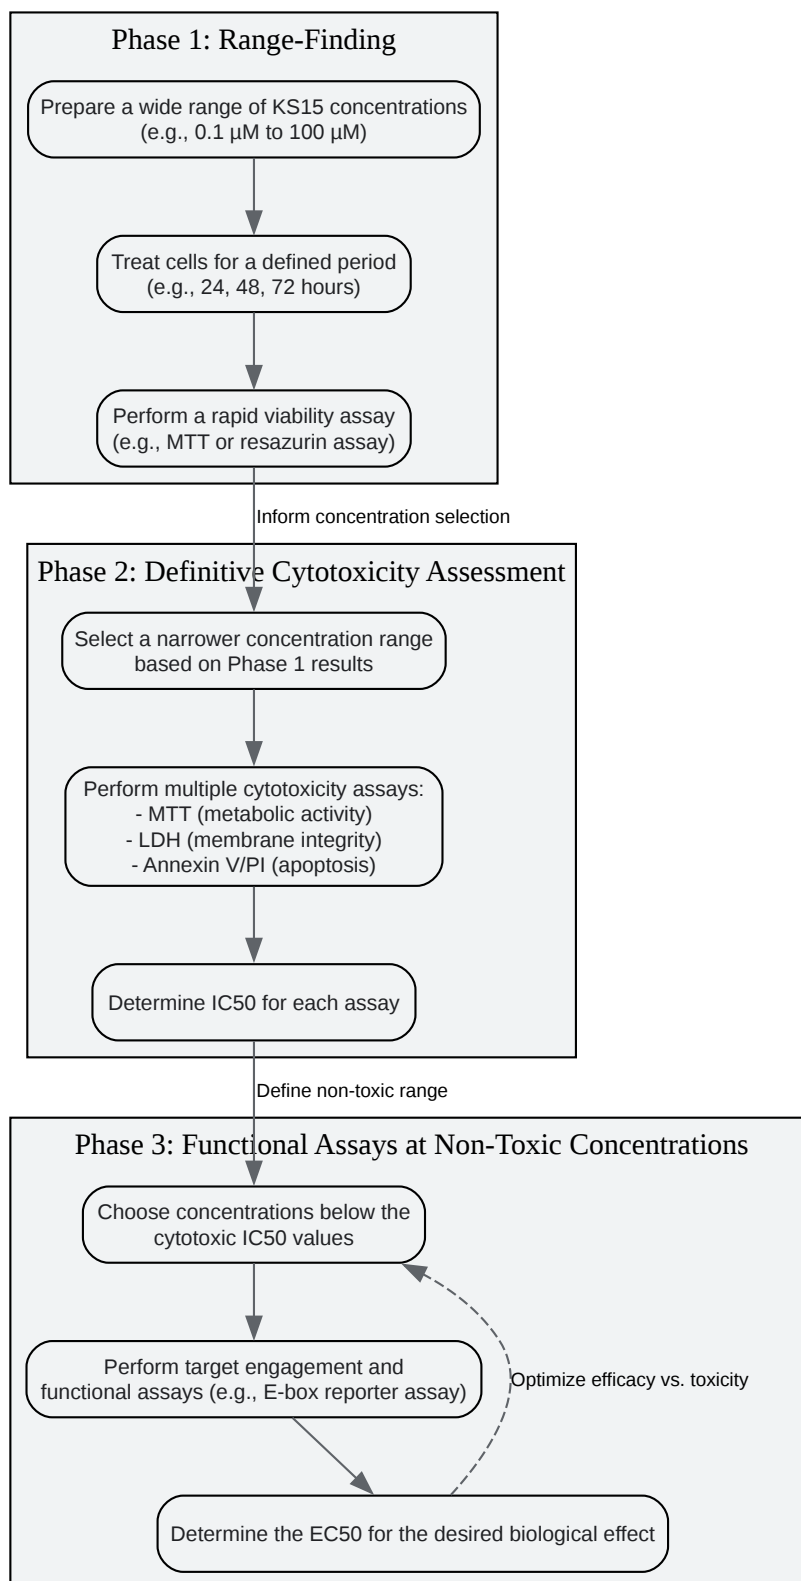 Phase 1: Range-Finding
Prepare a wide range of KS15 concentrations
(e.g., 0.1 µM to 100 µM)
Treat cells for a defined period
(e.g., 24, 48, 72 hours)
Perform a rapid viability assay
(e.g., MTT or resazurin assay)
Inform concentration selection
Phase 2: Definitive Cytotoxicity Assessment
Select a narrower concentration range
based on Phase 1 results
Perform multiple cytotoxicity assays:
- MTT (metabolic activity)
- LDH (membrane integrity)
- Annexin V/PI (apoptosis)
Determine IC50 for each assay
Define non-toxic range
Phase 3: Functional Assays at Non-Toxic Concentrations
Choose concentrations below the
cytotoxic IC50 values
Perform target engagement and
functional assays (e.g., E-box reporter assay)
Optimize efficacy vs. toxicity
Determine the EC50 for the desired biological effect